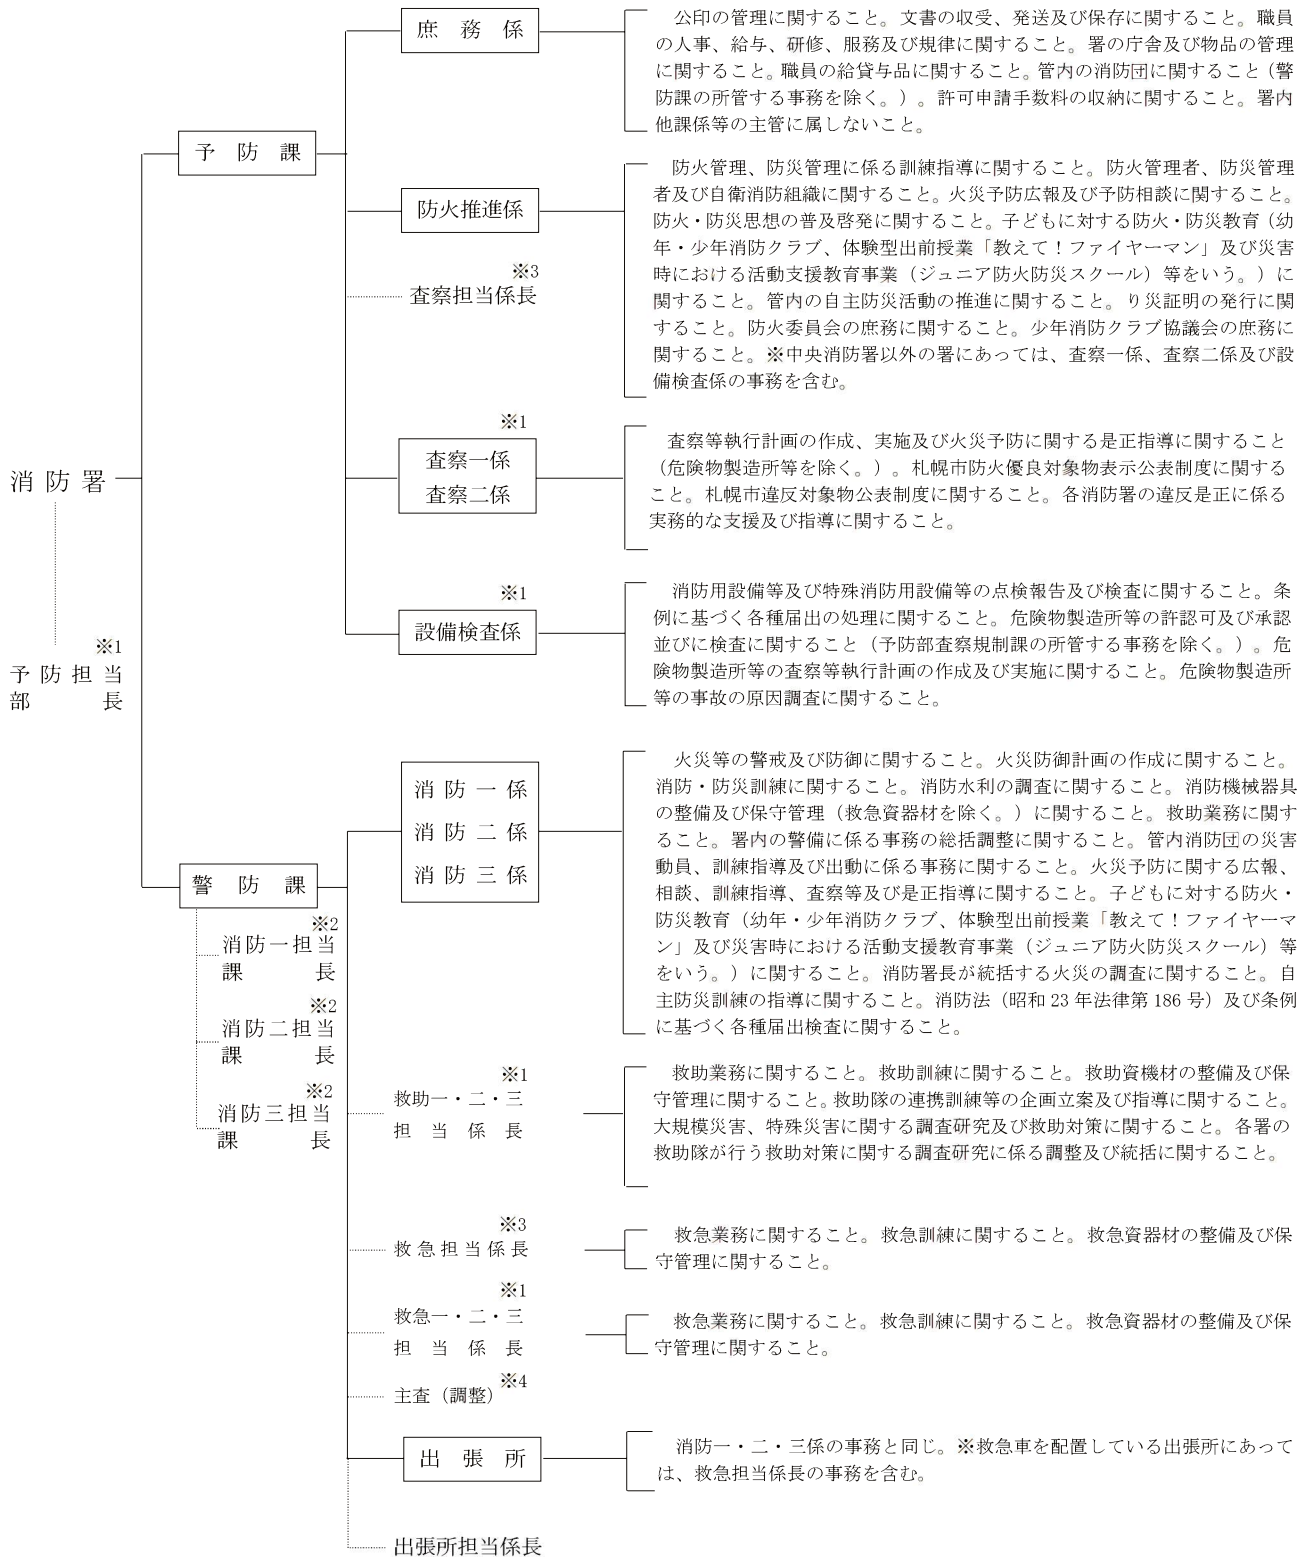 庶務係
公印の管理に関すること。文書の収受、発送及び保存に関すること。職員
の人事、給与、研修、服務及び規律に関すること。署の庁舎及び物品の管理
に関すること。職員の給貸与品に関すること。管内の消防団に関すること（警
防課の所管する事務を除く。）。許可申請手数料の収納に関すること。署内
他課係等の主管に属しないこと。
予防課
防火推進係
防火管理、防災管理に係る訓練指導に関すること。防火管理者、防災管理
者及び自衛消防組織に関すること。火災予防広報及び予防相談に関すること。
防火・防災思想の普及啓発に関すること。子どもに対する防火・防災教育（幼
年・少年消防クラブ、体験型出前授業「教えて！ファイヤーマン」及び災害
時における活動支援教育事業（ジュニア防火防災スクール）等をいう。）に
関すること。管内の自主防災活動の推進に関すること。り災証明の発行に関
すること。防火委員会の庶務に関すること。少年消防クラブ協議会の庶務に
関すること。※中央消防署以外の署にあっては、査察一係、査察二係及び設
備検査係の事務を含む。
※3
査察担当係長
※1
査察一係
査察二係
査察等執行計画の作成、実施及び火災予防に関する是正指導に関すること
（危険物製造所等を除く。）。札幌市防火優良対象物表示公表制度に関する
こと。札幌市違反対象物公表制度に関すること。各消防署の違反是正に係る
実務的な支援及び指導に関すること。
消防署
※1
予防担当
部長
※1
設備検査係
消防用設備等及び特殊消防用設備等の点検報告及び検査に関すること。条
例に基づく各種届出の処理に関すること。危険物製造所等の許認可及び承認
並びに検査に関すること（予防部査察規制課の所管する事務を除く。）。危
険物製造所等の査察等執行計画の作成及び実施に関すること。危険物製造所
等の事故の原因調査に関すること。
消防一係
消防二係
消防三係
火災等の警戒及び防御に関すること。火災防御計画の作成に関すること。
消防・防災訓練に関すること。消防水利の調査に関すること。消防機械器具
の整備及び保守管理（救急資器材を除く。）に関すること。救助業務に関す
ること。署内の警備に係る事務の総括調整に関すること。管内消防団の災害
動員、訓練指導及び出動に係る事務に関すること。火災予防に関する広報、
相談、訓練指導、査察等及び是正指導に関すること。子どもに対する防火・
防災教育（幼年・少年消防クラブ、体験型出前授業「教えて！ファイヤーマ
ン」及び災害時における活動支援教育事業（ジュニア防火防災スクール）等
をいう。）に関すること。消防署長が統括する火災の調査に関すること。自
主防災訓練の指導に関すること。消防法（昭和 23 年法律第 186 号）及び条例
に基づく各種届出検査に関すること。
警防課
※2
消防一担当
課長
※2
消防二担当
課長
※2
消防三担当
課長
※1
救助一・二・三
担当係長
救助業務に関すること。救助訓練に関すること。救助資機材の整備及び保
守管理に関すること。救助隊の連携訓練等の企画立案及び指導に関すること。
大規模災害、特殊災害に関する調査研究及び救助対策に関すること。各署の
救助隊が行う救助対策に関する調査研究に係る調整及び統括に関すること。
※3
救急担当係長
救急業務に関すること。救急訓練に関すること。救急資器材の整備及び保
守管理に関すること。
※1
救急一・二・三
担当係長
救急業務に関すること。救急訓練に関すること。救急資器材の整備及び保
守管理に関すること。
主査（調整）※4
出張所
消防一・二・三係の事務と同じ。※救急車を配置している出張所にあって
は、救急担当係長の事務を含む。
出張所担当係長